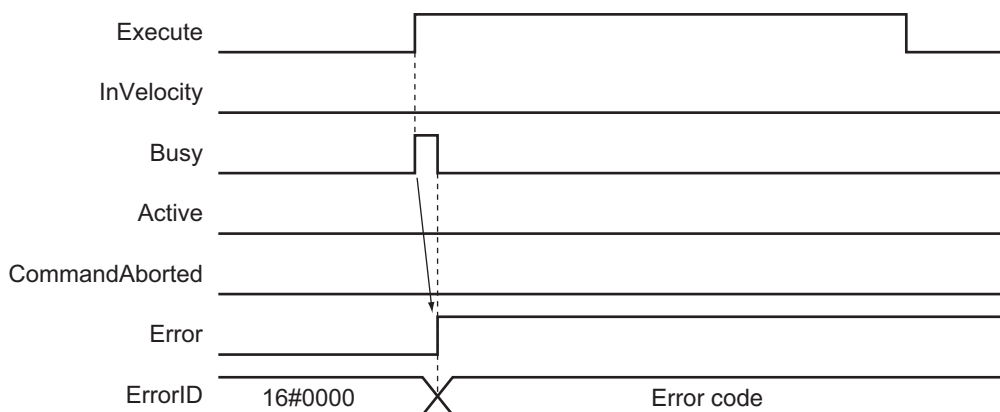 Execute
InVelocity
Busy
Active
CommandAborted
Error
ErrorID 16#0000 Error code